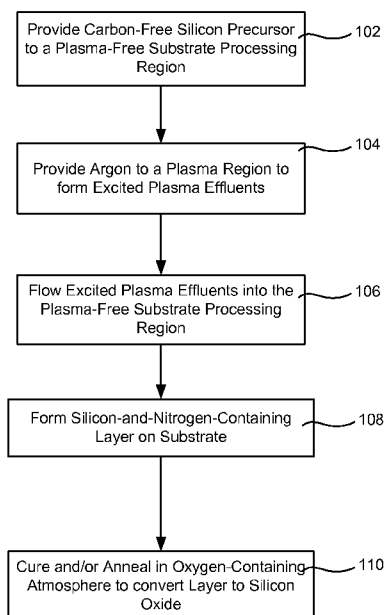 Provide Carbon-Free Silicon Precursor
to a Plasma-Free Substrate Processing
Region
102
Provide Argon to a Plasma Region to
form Excited Plasma Effluents
104
Flow Excited Plasma Effluents into the
Plasma-Free Substrate Processing
Region
106
Form Silicon-and-Nitrogen-Containing
Layer on Substrate
108
Cure and/or Anneal in Oxygen-Containing
Atmosphere to convert Layer to Silicon
Oxide
110